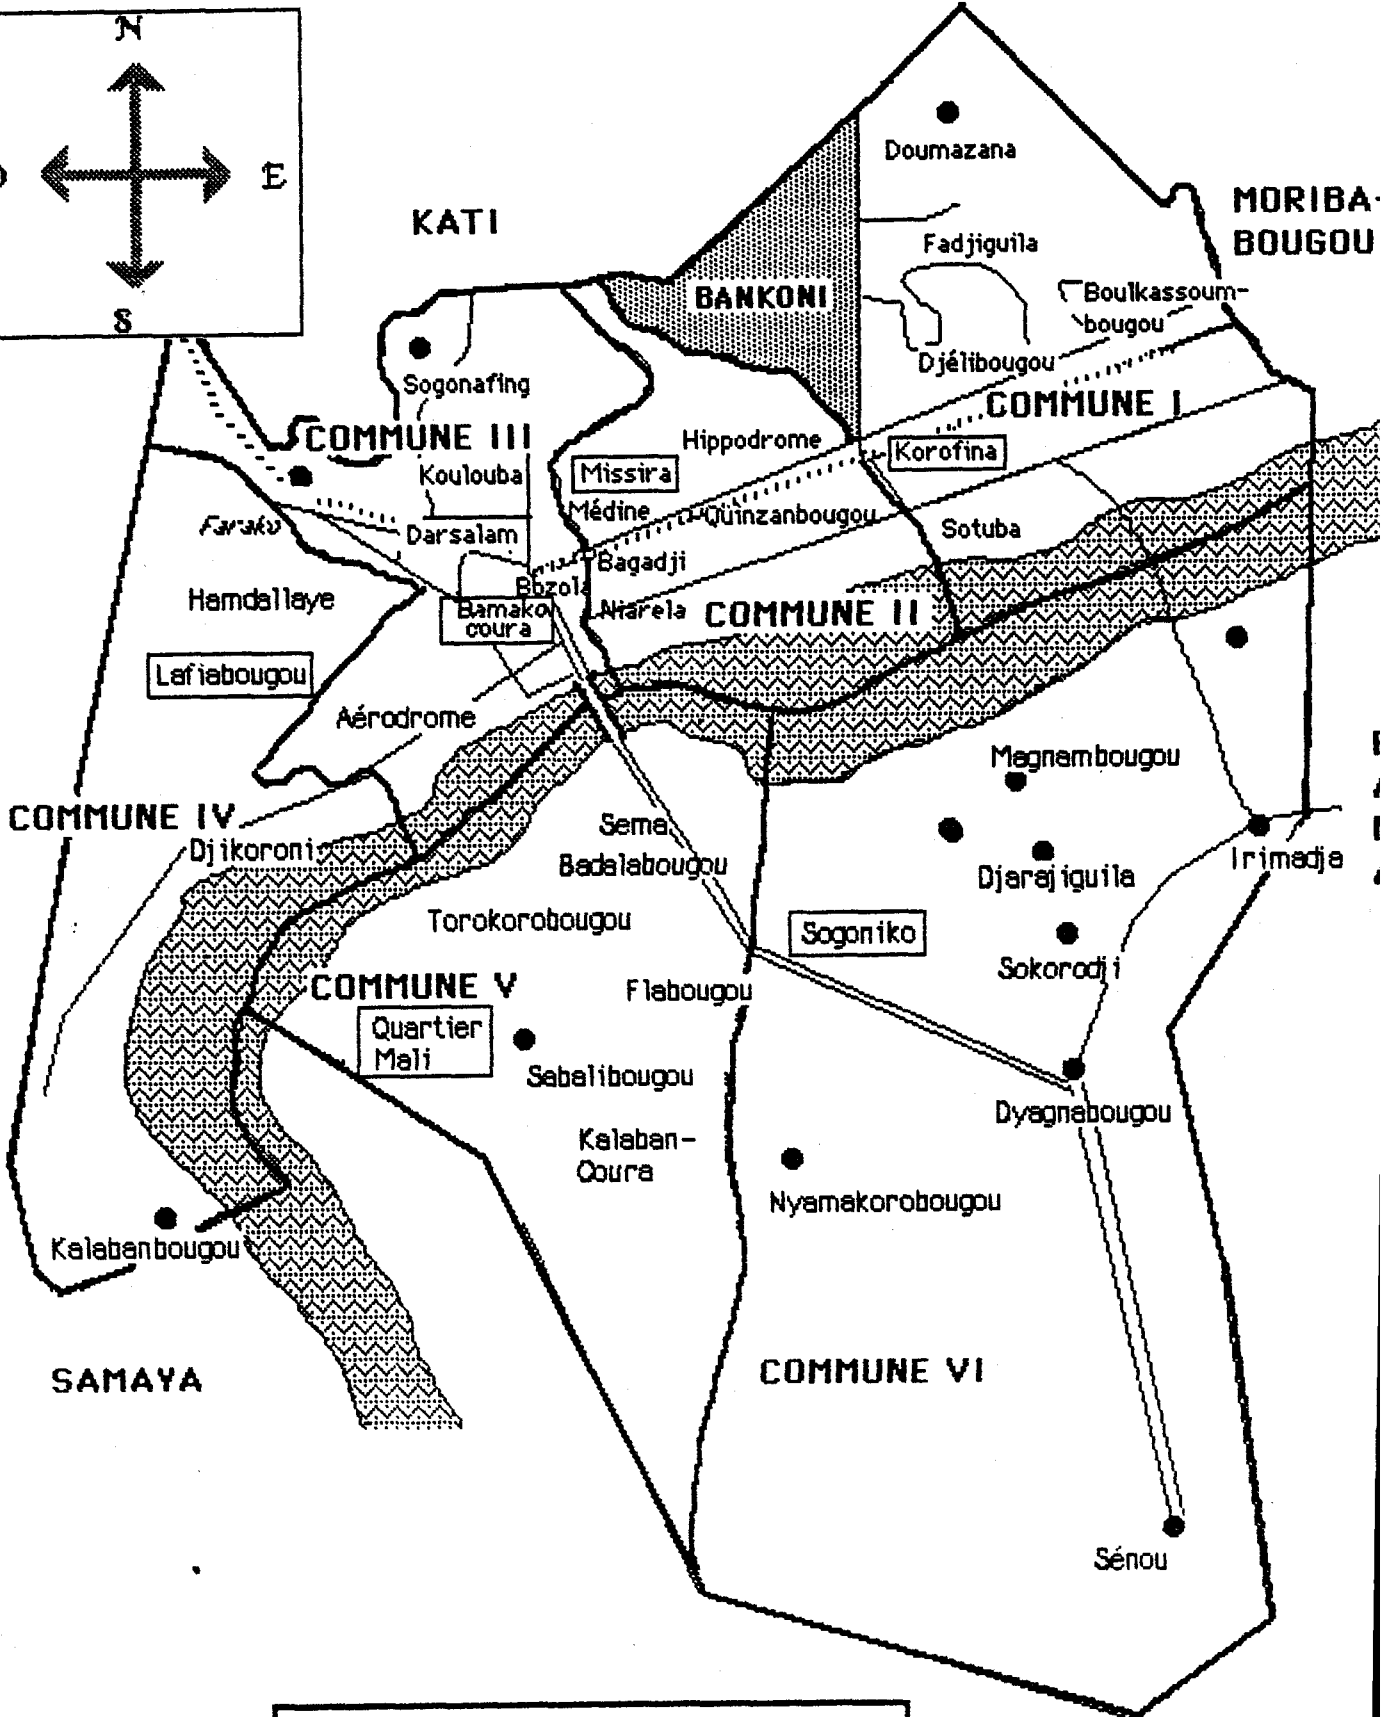 N
E
S
KATI
Doumazana
MORIBA-
BOUGOU
Fadjiguila
BANKONI
Boulkassoum-
bougou
Djélibougou
Sogonafing
COMMUNE I
COMMUNE III
Hippodrome
Korofina
Koulouba
Missira
Médine
Quinzanbougou
Farako
Darsalam
Sotuba
Bagadji
Bozola
Hamdallaye
Bamako
coura
Niarela
COMMUNE II
Lafiabougou
Aérodrome
Magnambougou
COMMUNE IV
Sema
Djikoroni
Badalabougou
Irimadja
Djarajiguila
Torokorobougou
Sogoniko
Sokorodji
COMMUNE V
Flabougou
Quartier
Mali
Sabalibougou
Dyagnabougou
Kalaban-
Coura
Nyamakorobougou
Kalabanbougou
SAMAYA
COMMUNE VI
Sénou